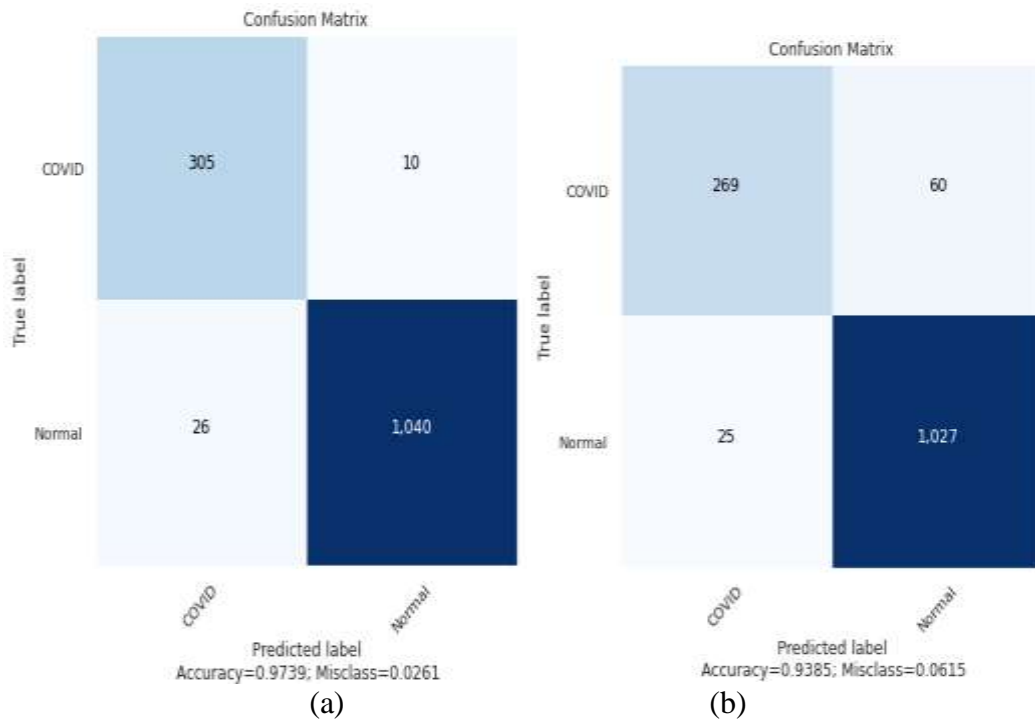 Confusion Matrix
COVID
305
10
True label
Normal
26
1,040
COVID
Normal
Predicted label
Accuracy=0.9739; Misclass=0.0261
(a)
Confusion Matrix
COVID
269
60
True label
Normal
25
1,027
COVID
Normal
Predicted label
Accuracy=0.9385; Misclass=0.0615
(b)